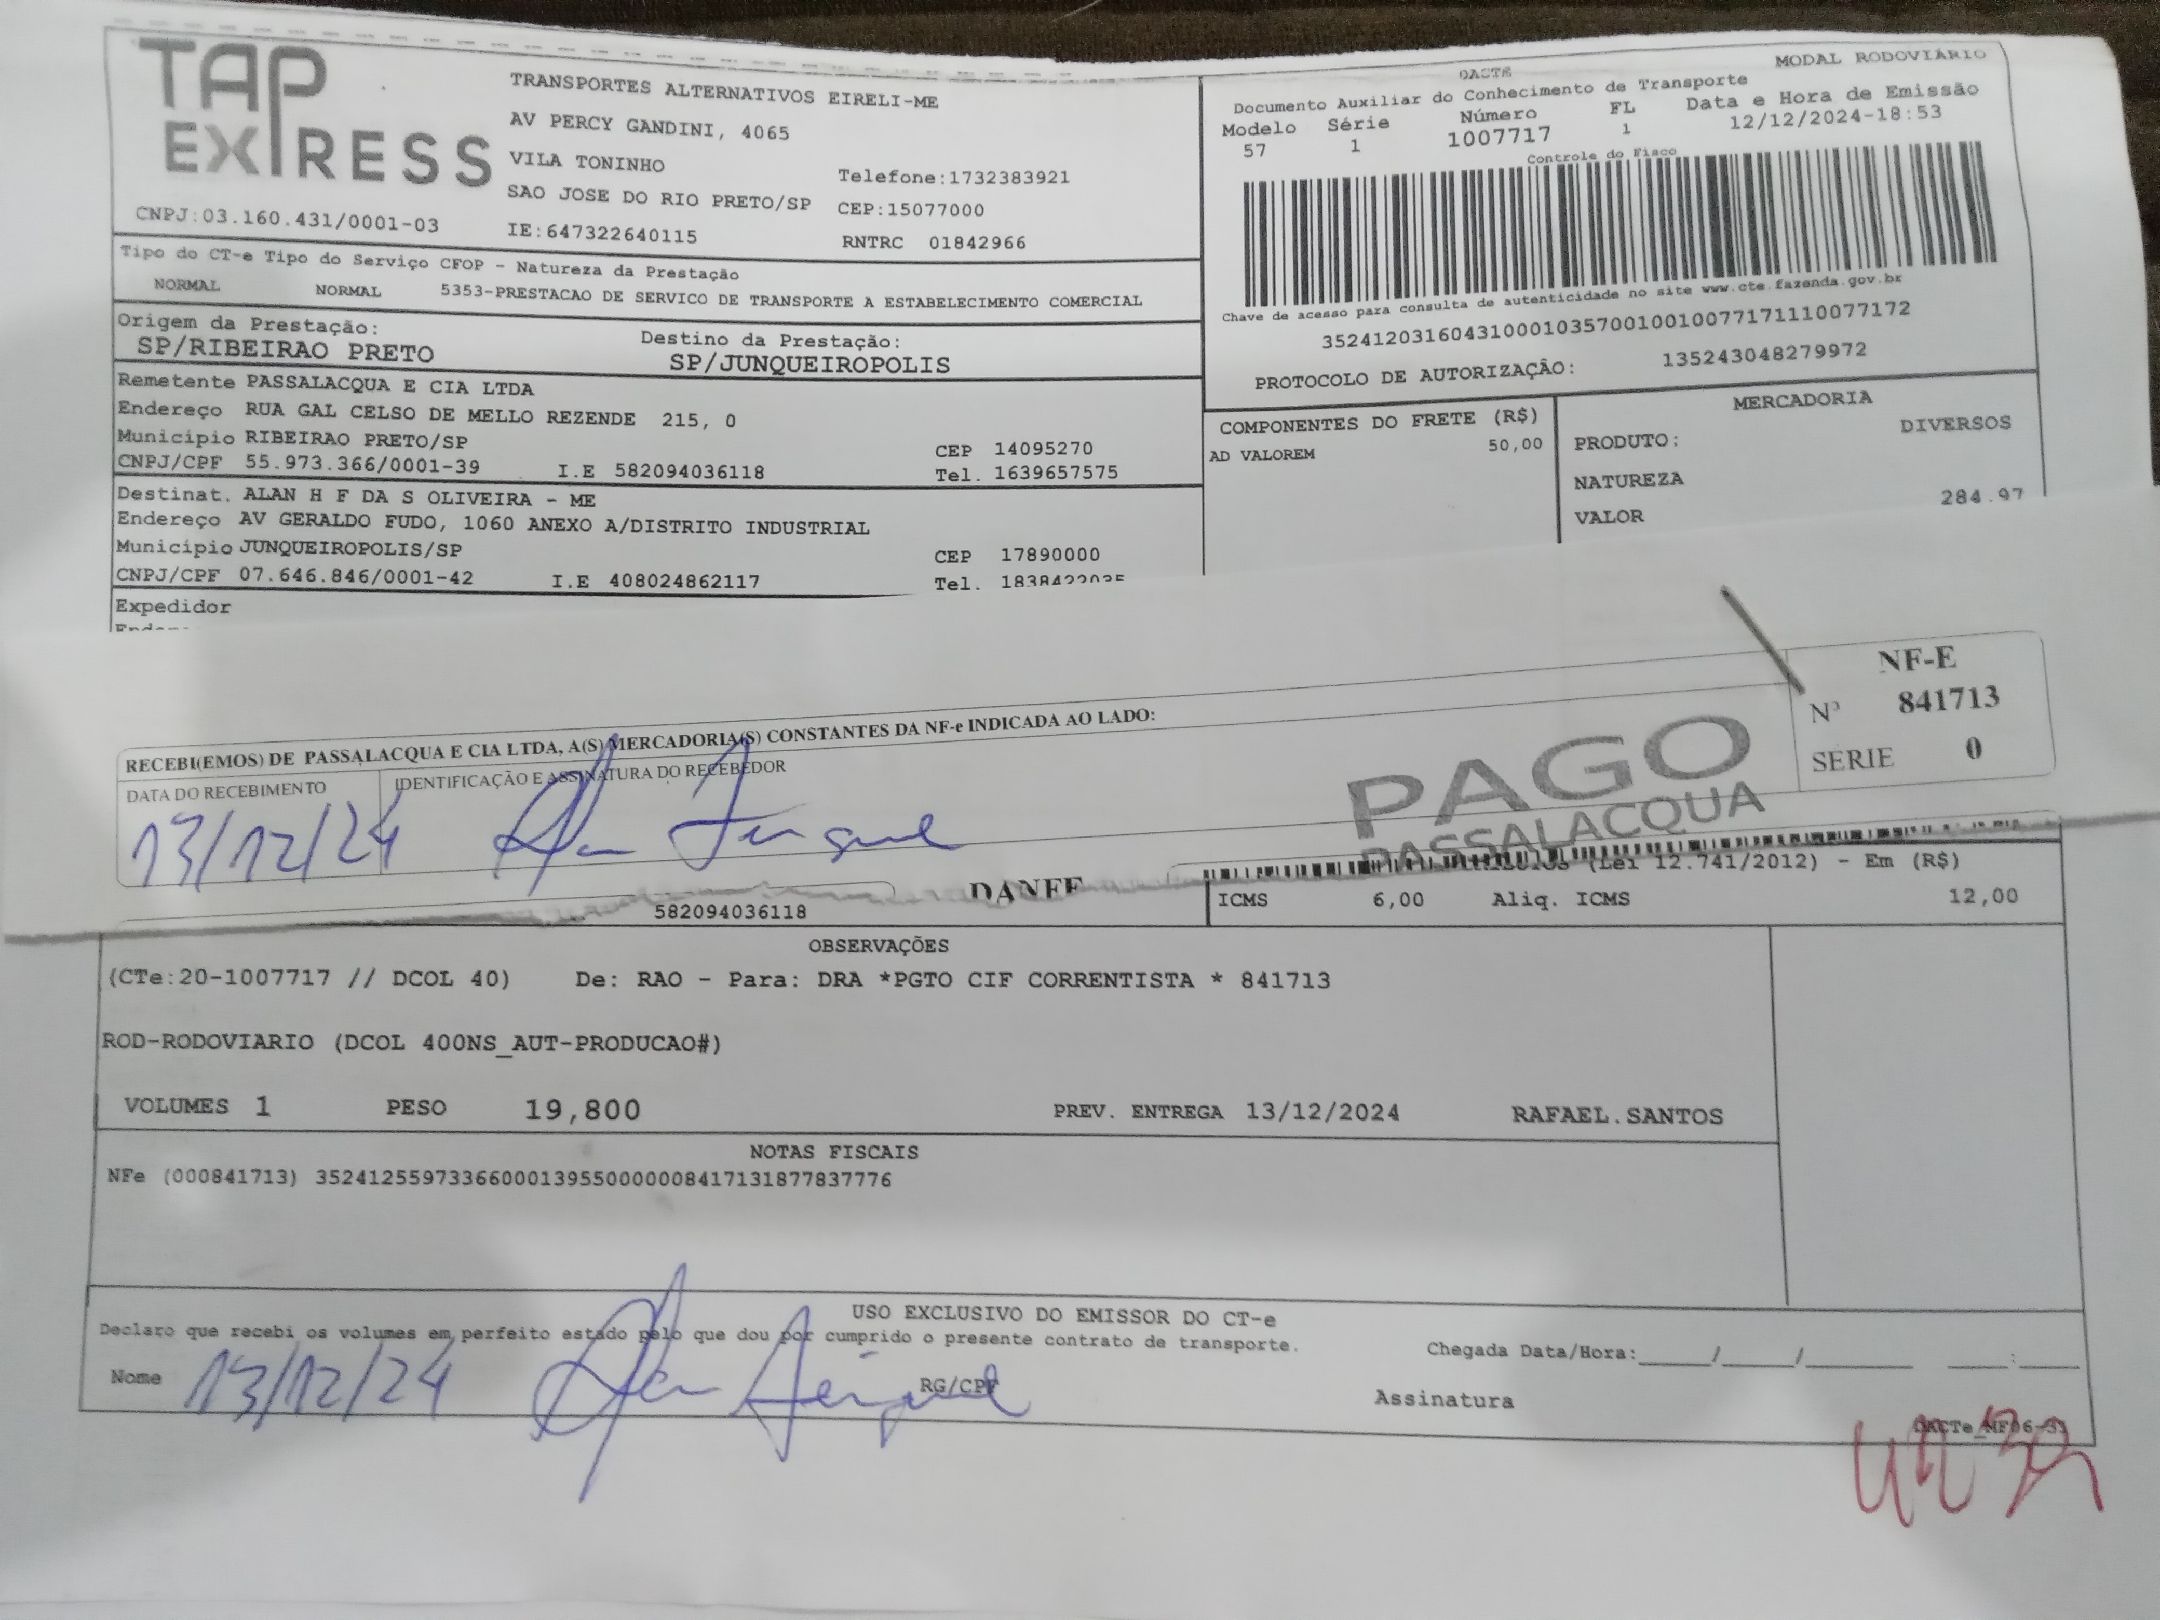 TAP EXPRESS
TRANSPORTES ALTERNATIVOS EIRELI-ME
AV PERCY GANDINI, 4065
VILA TONINHO
Telefone:1732383921
SAO JOSE DO RIO PRETO/SP CEP:15077000
CNPJ:03.160.431/0001-03 IE:647322640115 RNTRC 01842966
MODAL RODOVIÁRIO
DACTE
Documento Auxiliar do Conhecimento de Transporte
Modelo Série Número FL Data e Hora de Emissão
57 1 1007717 1 12/12/2024-18:53
Controle do Fisco
Chave de acesso para consulta de autenticidade no site www.cte.fazenda.gov.br
35241203160431000103570010010077171110077172
PROTOCOLO DE AUTORIZAÇÃO: 135243048279972
Tipo do CT-e Tipo do Serviço CFOP - Natureza da Prestação
NORMAL NORMAL 5353-PRESTACAO DE SERVICO DE TRANSPORTE A ESTABELECIMENTO COMERCIAL
Origem da Prestação: Destino da Prestação:
SP/RIBEIRAO PRETO SP/JUNQUEIROPOLIS
Remetente PASSALACQUA E CIA LTDA
Endereço RUA GAL CELSO DE MELLO REZENDE 215, 0
Município RIBEIRAO PRETO/SP CEP 14095270
CNPJ/CPF 55.973.366/0001-39 I.E 582094036118 Tel. 1639657575
Destinat. ALAN H F DA S OLIVEIRA - ME
Endereço AV GERALDO FUDO, 1060 ANEXO A/DISTRITO INDUSTRIAL
Município JUNQUEIROPOLIS/SP CEP 17890000
CNPJ/CPF 07.646.846/0001-42 I.E 408024862117 Tel. 1838422035
Expedidor
COMPONENTES DO FRETE (R$)
AD VALOREM 50,00
MERCADORIA
PRODUTO: DIVERSOS
NATUREZA
VALOR 284.97
RECEBI(EMOS) DE PASSALACQUA E CIA LTDA, A(S) MERCADORIA(S) CONSTANTES DA NF-e INDICADA AO LADO:
DATA DO RECEBIMENTO IDENTIFICAÇÃO E ASSINATURA DO RECEBEDOR
13/12/24
NF-E
Nº 841713
SÉRIE 0
PAGO
PASSALACQUA
DANFE
582094036118
(Lei 12.741/2012) - Em (R$)
ICMS 6,00 Aliq. ICMS 12,00
OBSERVAÇÕES
(CTe:20-1007717 // DCOL 40) De: RAO - Para: DRA *PGTO CIF CORRENTISTA * 841713
ROD-RODOVIARIO (DCOL 400NS_AUT-PRODUCAO#)
VOLUMES 1 PESO 19,800 PREV. ENTREGA 13/12/2024 RAFAEL.SANTOS
NOTAS FISCAIS
NFe (000841713) 35241255973366000139550000008417131877837776
USO EXCLUSIVO DO EMISSOR DO CT-e
Declaro que recebi os volumes em perfeito estado pelo que dou por cumprido o presente contrato de transporte.
Chegada Data/Hora:____/____/______ ____:____
Nome 13/12/24 RG/CPF Assinatura